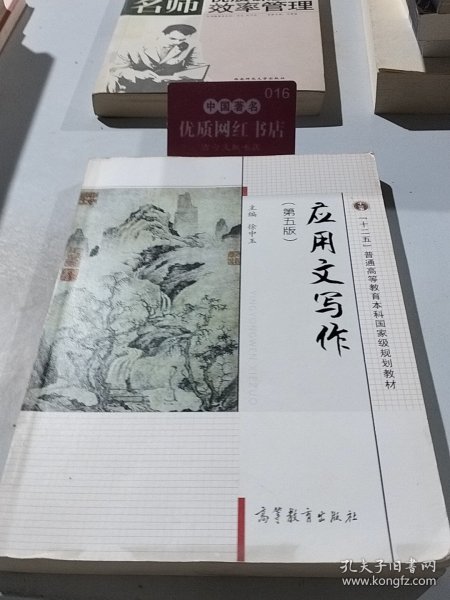 名师
效率管理
016
中国著名
优质网红书店
应用文写作
（第五版）
主编 徐中玉
“十二五”普通高等教育本科国家级规划教材
高等教育出版社
孔夫子旧书网
www.kongfz.com